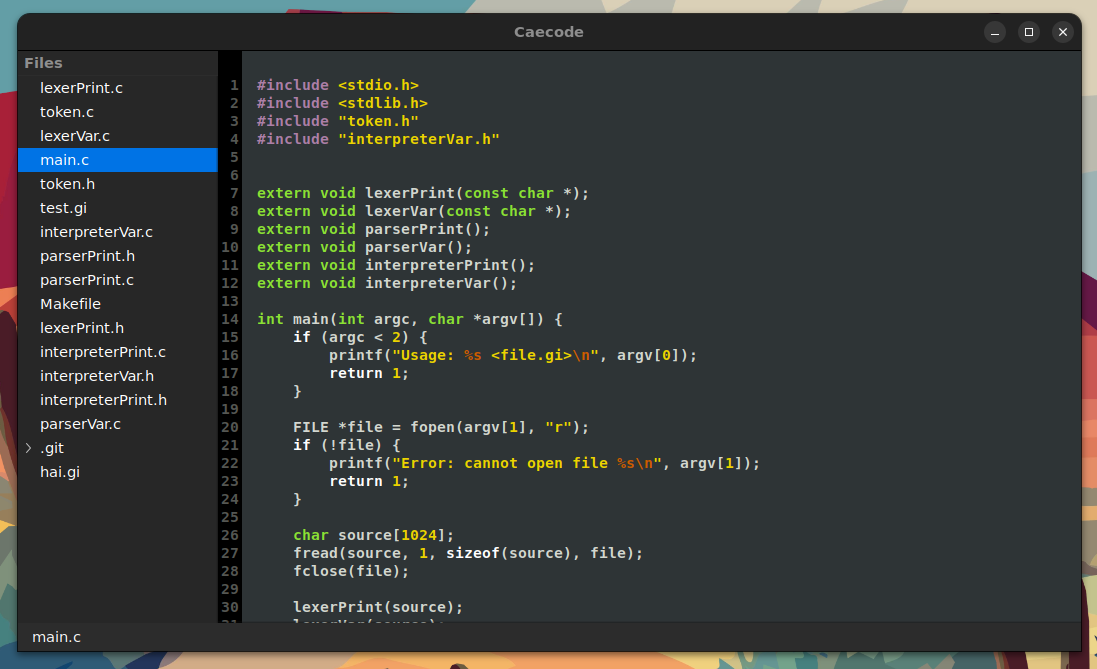 Caecode
Files
lexerPrint.c
token.c
lexerVar.c
main.c
token.h
test.gi
interpreterVar.c
parserPrint.h
parserPrint.c
Makefile
lexerPrint.h
interpreterPrint.c
interpreterVar.h
interpreterPrint.h
parserVar.c
.git
hai.gi
1 #include <stdio.h>
2 #include <stdlib.h>
3 #include "token.h"
4 #include "interpreterVar.h"
5
6
7 extern void lexerPrint(const char *);
8 extern void lexerVar(const char *);
9 extern void parserPrint();
10 extern void parserVar();
11 extern void interpreterPrint();
12 extern void interpreterVar();
13
14 int main(int argc, char *argv[]) {
15     if (argc < 2) {
16         printf("Usage: %s <file.gi>\n", argv[0]);
17         return 1;
18     }
19
20     FILE *file = fopen(argv[1], "r");
21     if (!file) {
22         printf("Error: cannot open file %s\n", argv[1]);
23         return 1;
24     }
25
26     char source[1024];
27     fread(source, 1, sizeof(source), file);
28     fclose(file);
29
30     lexerPrint(source);
31     lexerVar(source);
main.c